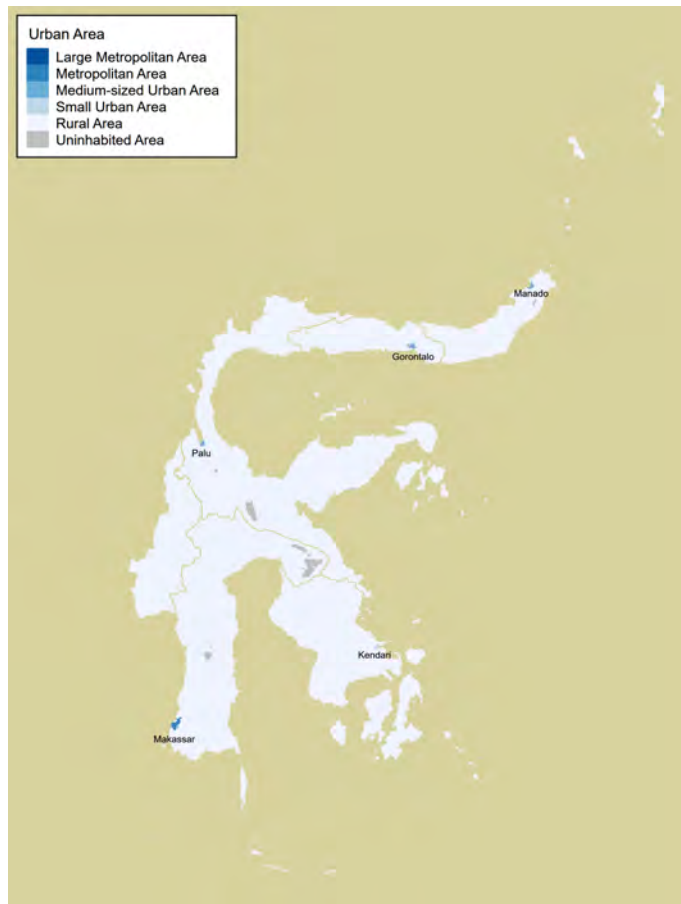 Urban Area
Large Metropolitan Area
Metropolitan Area
Medium-sized Urban Area
Small Urban Area
Rural Area
Uninhabited Area
Manado
Gorontalo
Palu
Kendari
Makassar